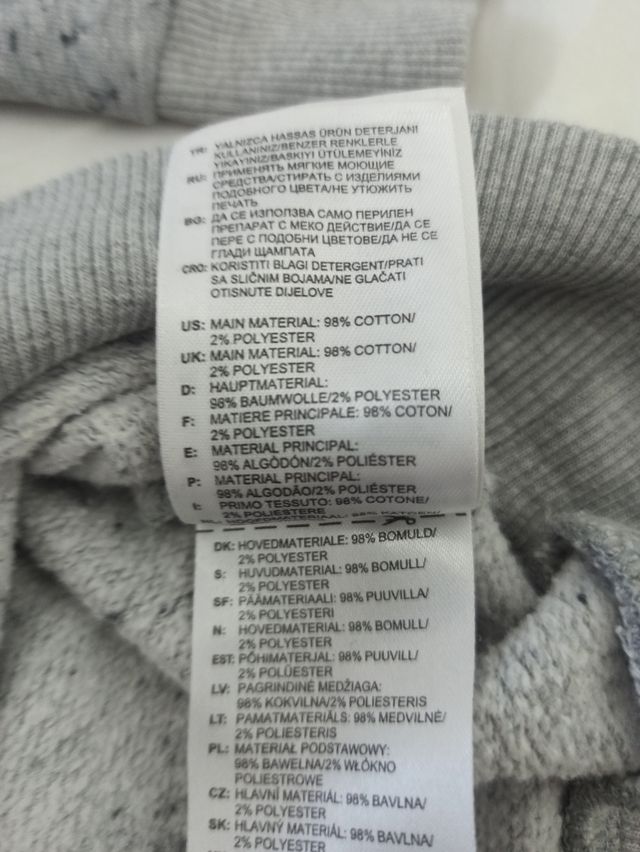 TR: YALNIZCA HASSAS ÜRÜN DETERJANI
KULLANINIZ/BENZER RENKLERLE
YIKAYINIZ/BASKIYI ÜTÜLEMEYİNİZ
RU: ПРИМЕНЯТЬ МЯГКИЕ МОЮЩИЕ
СРЕДСТВА/СТИРАТЬ С ИЗДЕЛИЯМИ
ПОДОБНОГО ЦВЕТА/НЕ УТЮЖИТЬ
ПЕЧАТЬ
BG: ДА СЕ ИЗПОЛЗВА САМО ПЕРИЛЕН
ПРЕПАРАТ С МЕКО ДЕЙСТВИЕ/ДА СЕ
ПЕРЕ С ПОДОБНИ ЦВЕТОВЕ/ДА НЕ СЕ
ГЛАДИ ЩАМПАТА
CRO: KORISTITI BLAGI DETERGENT/PRATI
SA SLIČNIM BOJAMA/NE GLAČATI
OTISNUTE DIJELOVE
US: MAIN MATERIAL: 98% COTTON/
2% POLYESTER
UK: MAIN MATERIAL: 98% COTTON/
2% POLYESTER
D: HAUPTMATERIAL:
98% BAUMWOLLE/2% POLYESTER
F: MATIERE PRINCIPALE: 98% COTON/
2% POLYESTER
E: MATERIAL PRINCIPAL:
98% ALGÓDÓN/2% POLIÉSTER
P: MATERIAL PRINCIPAL:
98% ALGODÃO/2% POLIÉSTER
I: PRIMO TESSUTO: 98% COTONE/
2% POLIESTERE
DK: HOVEDMATERIALE: 98% BOMULD/
2% POLYESTER
S: HUVUDMATERIAL: 98% BOMULL/
2% POLYESTER
SF: PÄÄMATERIAALI: 98% PUUVILLA/
2% POLYESTERI
N: HOVEDMATERIAL: 98% BOMULL/
2% POLYESTER
EST: PÕHIMATERJAL: 98% PUUVILL/
2% POLÜESTER
LV: PAGRINDINĖ MEDŽIAGA:
98% KOKVILNA/2% POLIESTERIS
LT: PAMATMATERIĀLS: 98% MEDVILNĖ/
2% POLIESTERIS
PL: MATERIAŁ PODSTAWOWY:
98% BAWEŁNA/2% WŁÓKNO
POLIESTROWE
CZ: HLAVNÍ MATERIÁL: 98% BAVLNA/
2% POLYESTER
SK: HLAVNÝ MATERIÁL: 98% BAVLNA/
2% POLYESTER